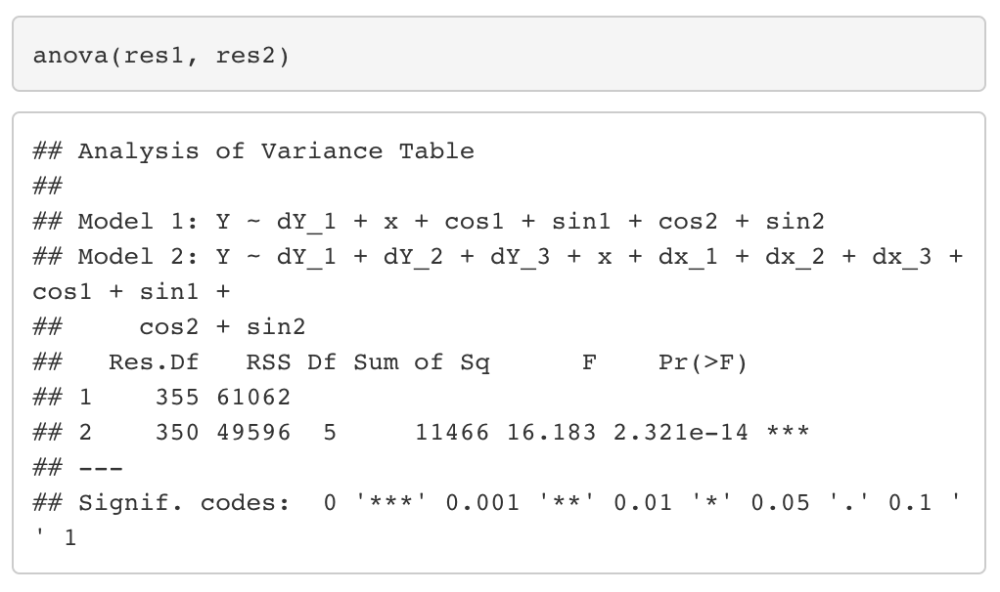 anova(res1, res2)
## Analysis of Variance Table
##
## Model 1: Y ~ dY_1 + x + cos1 + sin1 + cos2 + sin2
## Model 2: Y ~ dY_1 + dY_2 + dY_3 + x + dx_1 + dx_2 + dx_3 +
cos1 + sin1 +
##     cos2 + sin2
##   Res.Df   RSS Df Sum of Sq      F    Pr(>F)
## 1    355 61062
## 2    350 49596  5     11466 16.183 2.321e-14 ***
## ---
## Signif. codes:  0 '***' 0.001 '**' 0.01 '*' 0.05 '.' 0.1 '
' 1